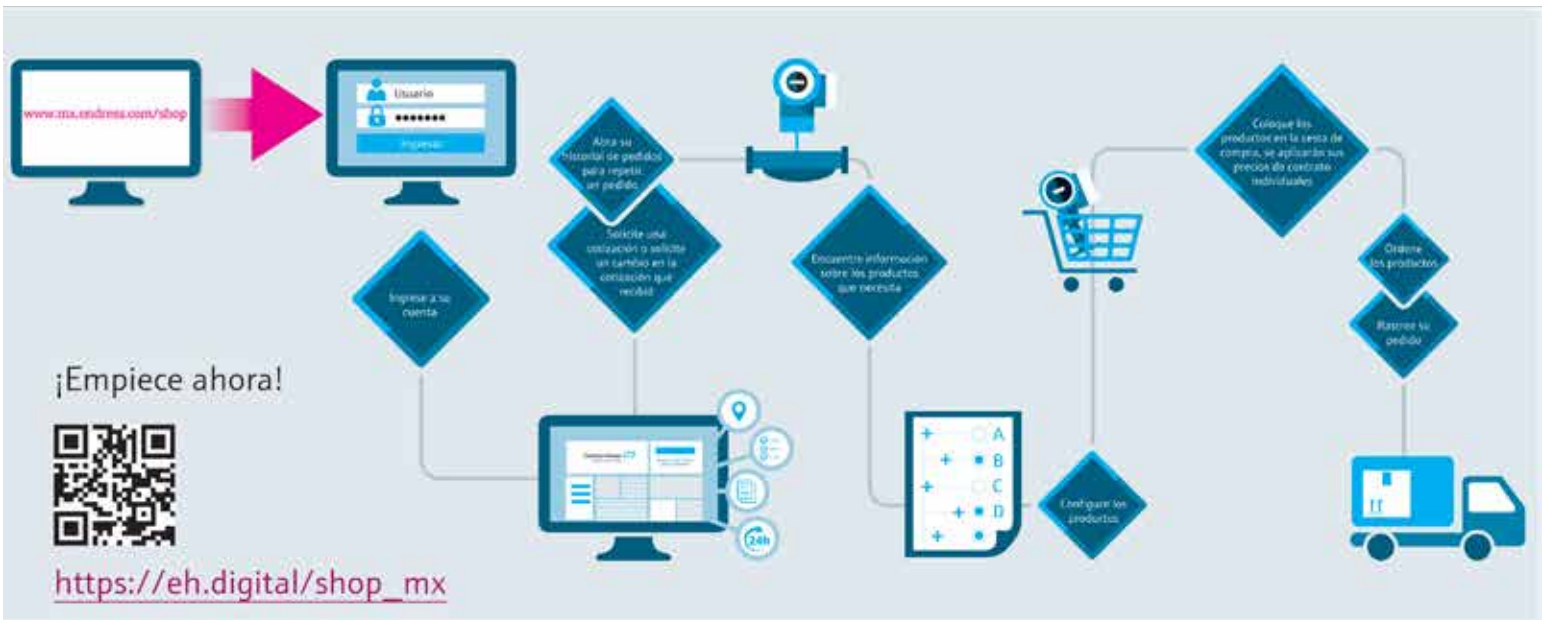 www.mx.endress.com/shop
Usuario
Ingresar
Ingrese a su
cuenta
Abra su
historial de pedidos
para repetir
un pedido
Solicite una
cotización o solicite
un cambio en la
cotización que
recibió
Encuentre información
sobre los productos
que necesita
A
B
C
D
Configure los
productos
Coloque los
productos en la cesta de
compra, se aplicarán sus
precios de contrato
individuales
Ordene
los productos
Rastree su
pedido
24h
¡Empiece ahora!
https://eh.digital/shop_mx